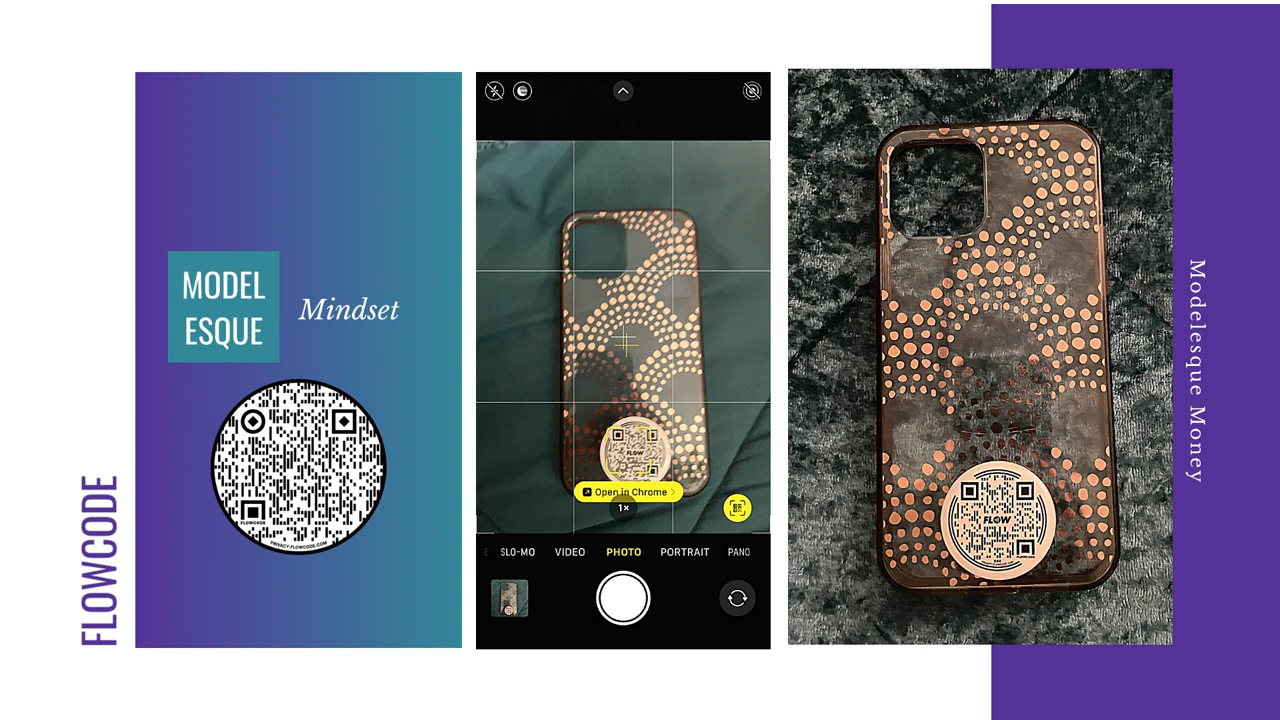 FLOWCODE
MODEL
ESQUE
Mindset
FLOWCODE
PRIVACY.FLOWCODE.COM
FLOW
Open in Chrome
1×
SLO-MO
VIDEO
PHOTO
PORTRAIT
PANO
FLOW
FLOWCODE
Modelesque Money